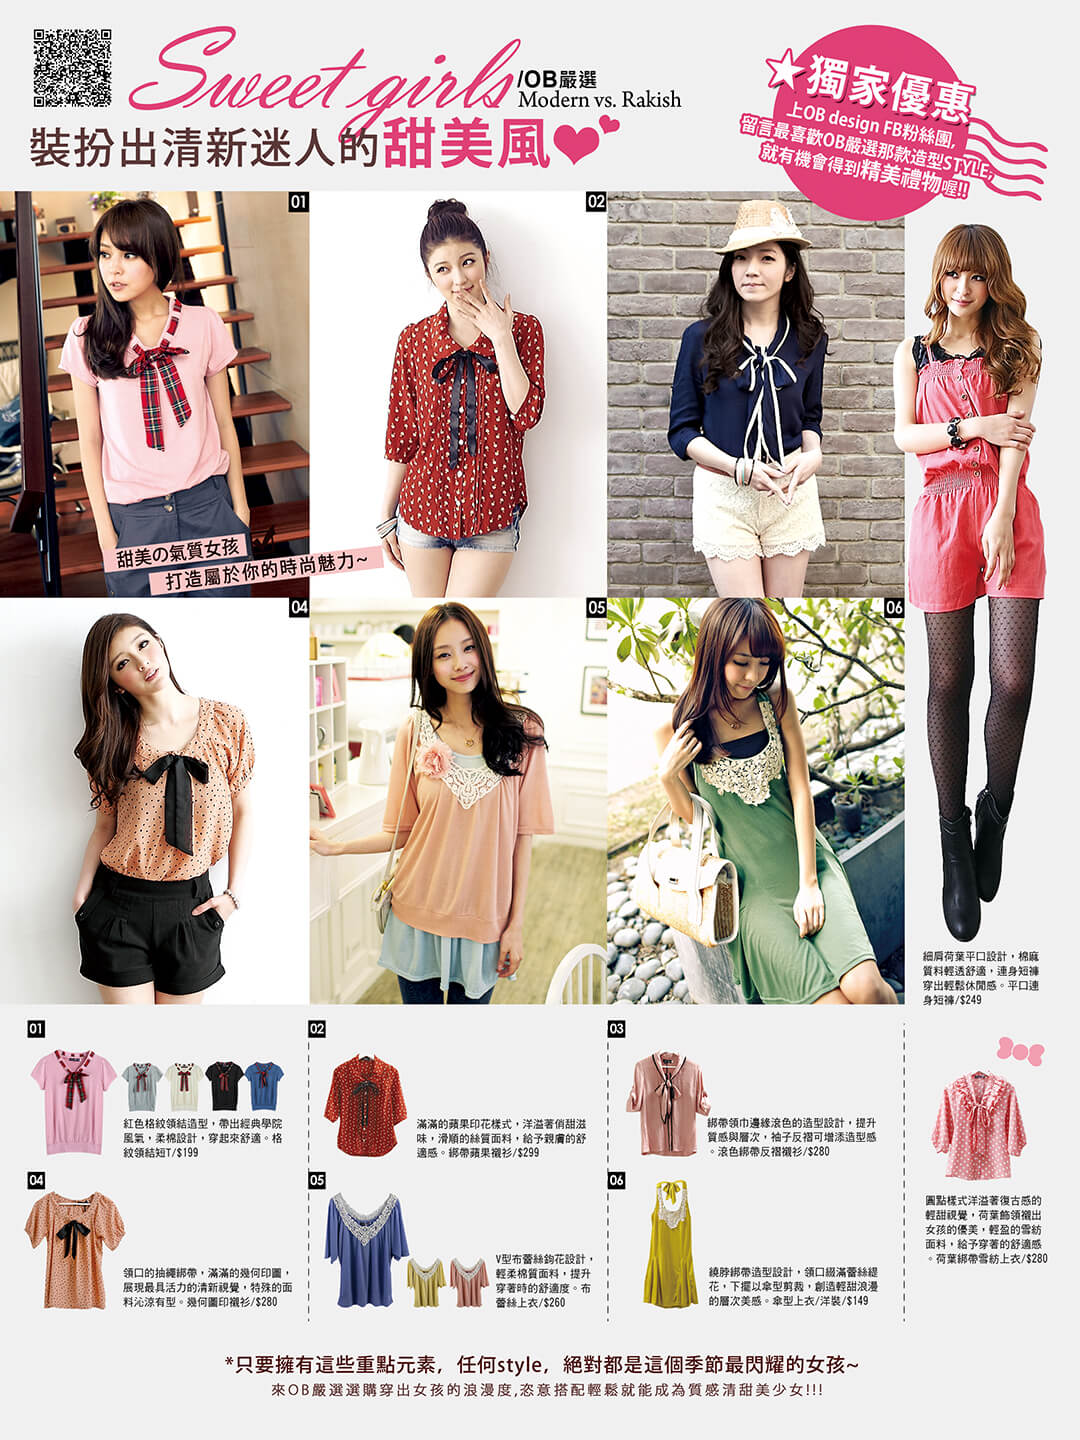 Sweet girls /OB嚴選
Modern vs. Rakish
裝扮出清新迷人的甜美風
獨家優惠
上OB design FB粉絲團,
留言最喜歡OB嚴選那款造型STYLE,
就有機會得到精美禮物喔!!
01
02
甜美の氣質女孩
打造屬於你的時尚魅力~
04
05
06
細肩荷葉平口設計，棉麻
質料輕透舒適，連身短褲
穿出輕鬆休閒感。平口連
身短褲/$249
01
紅色格紋領結造型，帶出經典學院
風氣，柔棉設計，穿起來舒適。格
紋領結短T/$199
02
滿滿的蘋果印花樣式，洋溢著俏甜滋
味，滑順的絲質面料，給予親膚的舒
適感。綁帶蘋果襯衫/$299
03
綁帶領巾邊緣滾色的造型設計，提升
質感與層次，袖子反褶可增添造型感
。滾色綁帶反褶襯衫/$280
圓點樣式洋溢著復古感的
輕甜視覺，荷葉飾領襯出
女孩的優美，輕盈的雪紡
面料，給予穿著的舒適感
。荷葉綁帶雪紡上衣/$280
04
領口的抽繩綁帶，滿滿的幾何印圖，
展現最具活力的清新視覺，特殊的面
料沁涼有型。幾何圖印襯衫/$280
05
V型布蕾絲鉤花設計，
輕柔棉質面料，提升
穿著時的舒適度。布
蕾絲上衣/$260
06
繞脖綁帶造型設計，領口綴滿蕾絲緹
花，下擺以傘型剪裁，創造輕甜浪漫
的層次美感。傘型上衣/洋裝/$149
*只要擁有這些重點元素，任何style，絕對都是這個季節最閃耀的女孩~
來OB嚴選選購穿出女孩的浪漫度,恣意搭配輕鬆就能成為質感清甜美少女!!!